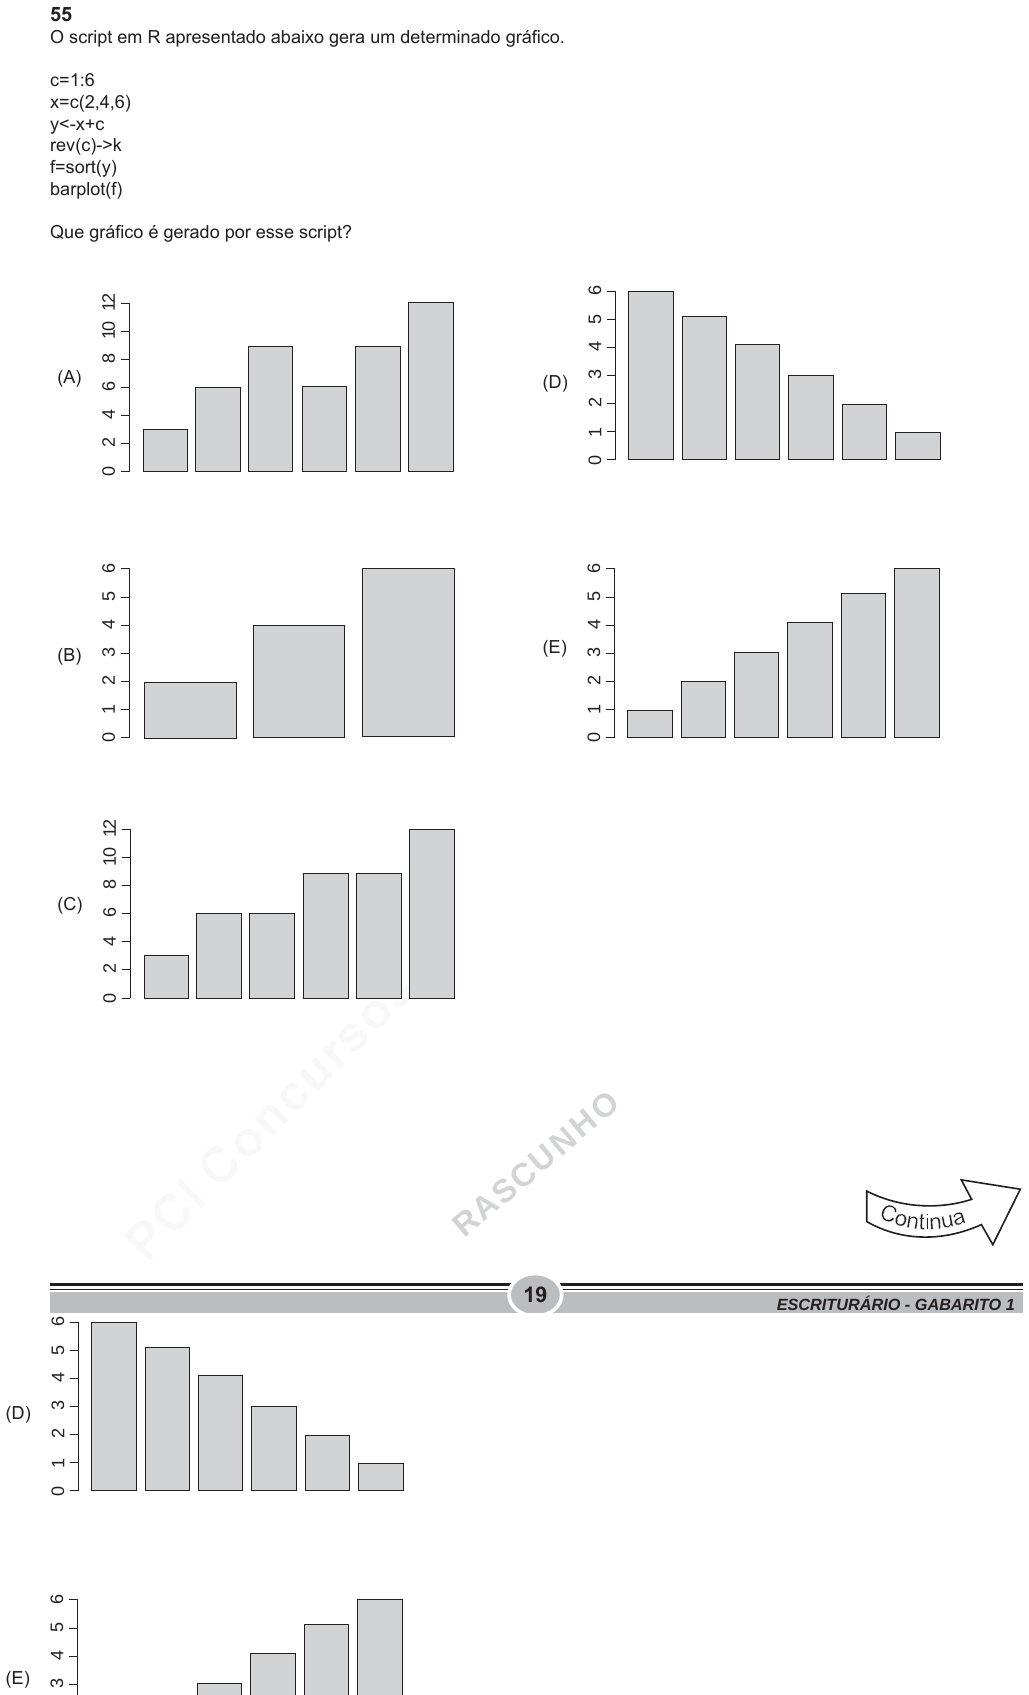 55
O script em R apresentado abaixo gera um determinado gráfico.
c=1:6
x=c(2,4,6)
y<-x+c
rev(c)->k
f=sort(y)
barplot(f)
Que gráfico é gerado por esse script?
(A)
0 2 4 6 8 10 12
(D)
0 1 2 3 4 5 6
(B)
0 1 2 3 4 5 6
(E)
0 1 2 3 4 5 6
(C)
0 2 4 6 8 10 12
PCI Concursos
RASCUNHO
Continua
19
ESCRITURÁRIO - GABARITO 1
(D)
0 1 2 3 4 5 6
(E)
3 4 5 6